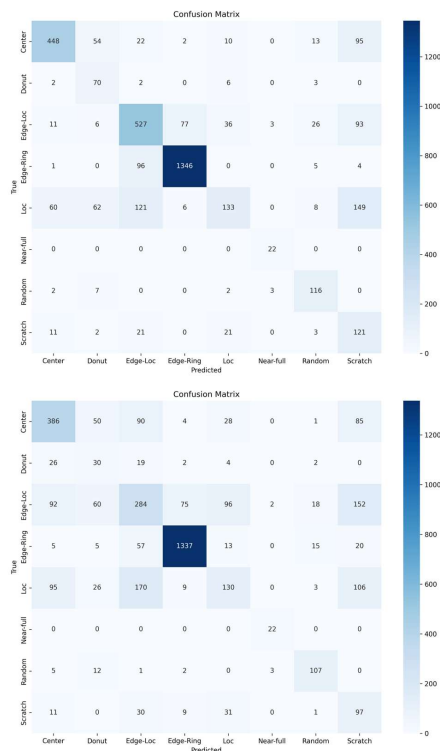 Confusion Matrix
Center 448 54 22 2 10 0 13 95
Donut 2 70 2 0 6 0 3 0
Edge-Loc 11 6 527 77 36 3 26 93
Edge-Ring 1 0 96 1346 0 0 5 4
Loc 60 62 121 6 133 0 8 149
Near-full 0 0 0 0 0 22 0 0
Random 2 7 0 0 2 3 116 0
Scratch 11 2 21 0 21 0 3 121
True
Center Donut Edge-Loc Edge-Ring Loc Near-full Random Scratch
Predicted
1200
1000
800
600
400
200
0
Confusion Matrix
Center 386 50 90 4 28 0 1 85
Donut 26 30 19 2 4 0 2 0
Edge-Loc 92 60 284 75 96 2 18 152
Edge-Ring 5 5 57 1337 13 0 15 20
Loc 95 26 170 9 130 0 3 106
Near-full 0 0 0 0 0 22 0 0
Random 5 12 1 2 0 3 107 0
Scratch 11 0 30 9 31 0 1 97
True
Center Donut Edge-Loc Edge-Ring Loc Near-full Random Scratch
Predicted
1200
1000
800
600
400
200
0